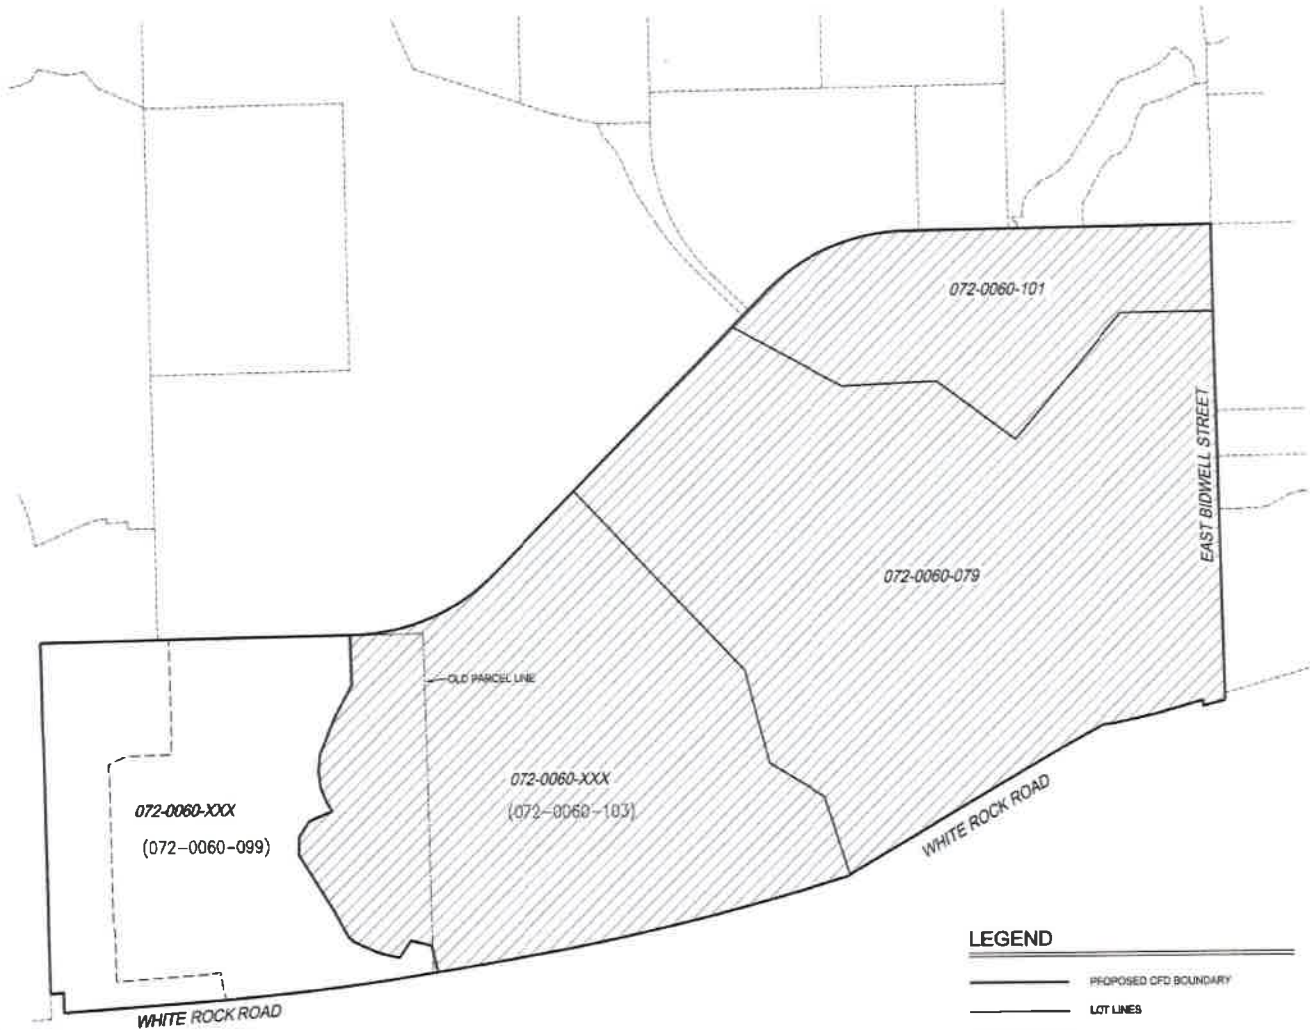 072-0060-101
EAST BIDWELL STREET
072-0060-079
OLD PARCEL LINE
072-0060-XXX
(072-0060-103)
072-0060-XXX
(072-0060-099)
WHITE ROCK ROAD
WHITE ROCK ROAD
LEGEND
PROPOSED CFD BOUNDARY
LOT LINES